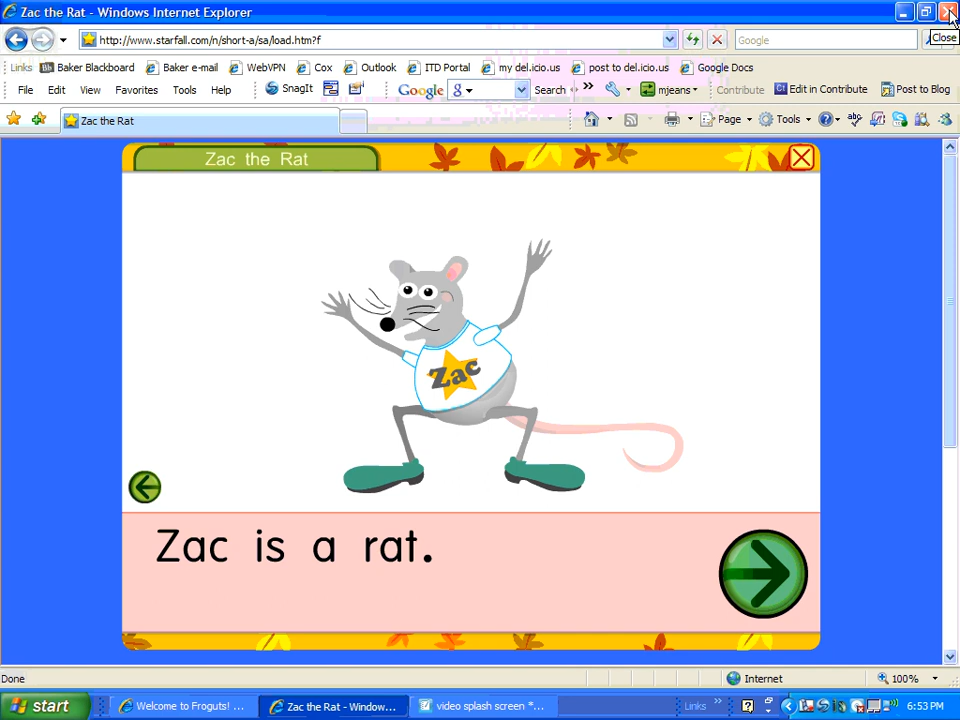 Zac the Rat - Windows Internet Explorer
http://www.starfall.com/n/short-a/sa/load.htm?f
Google
Close
Links Baker Blackboard Baker e-mail WebVPN Cox Outlook ITD Portal my del.icio.us post to del.icio.us Google Docs
File Edit View Favorites Tools Help SnagIt Google Search » mjeans Contribute Edit in Contribute Post to Blog
Zac the Rat
Page Tools
Zac the Rat
Zac
Zac is a rat.
Done
Internet
100%
start
Welcome to Froguts! ...
Zac the Rat - Window...
video splash screen *...
Links »
6:53 PM